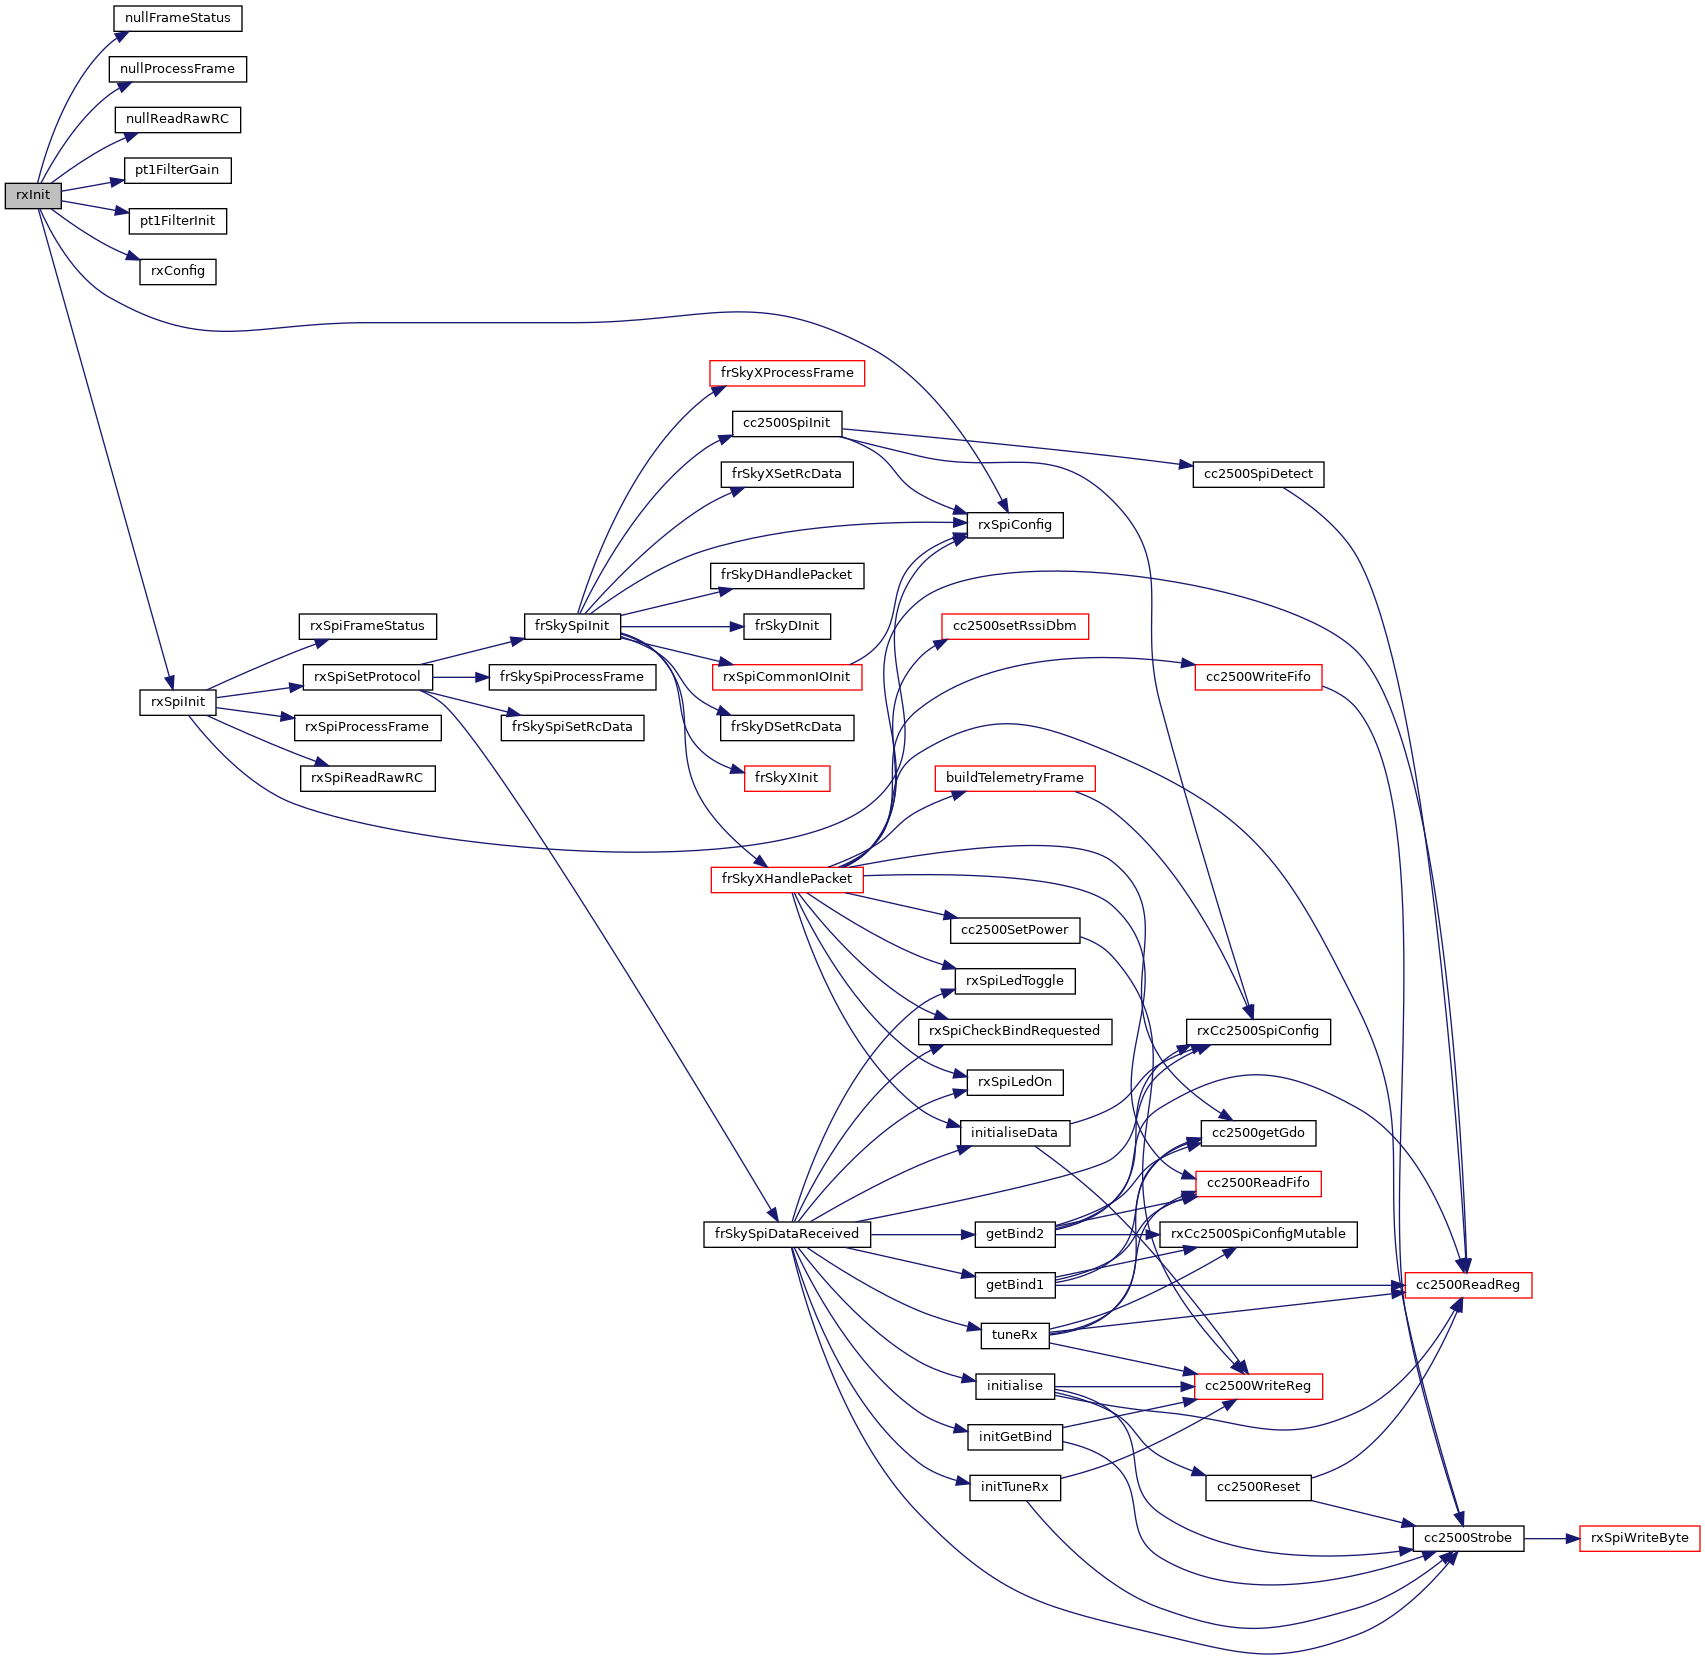 nullFrameStatus
nullProcessFrame
nullReadRawRC
pt1FilterGain
rxInit
pt1FilterInit
rxConfig
frSkyXProcessFrame
cc2500SpiInit
frSkyXSetRcData
cc2500SpiDetect
rxSpiConfig
frSkyDHandlePacket
rxSpiFrameStatus
frSkySpiInit
frSkyDInit
cc2500setRssiDbm
rxSpiSetProtocol
frSkySpiProcessFrame
rxSpiCommonIOInit
cc2500WriteFifo
rxSpiInit
rxSpiProcessFrame
frSkySpiSetRcData
frSkyDSetRcData
rxSpiReadRawRC
frSkyXInit
buildTelemetryFrame
frSkyXHandlePacket
cc2500SetPower
rxSpiLedToggle
rxSpiCheckBindRequested
rxCc2500SpiConfig
rxSpiLedOn
initialiseData
cc2500getGdo
cc2500ReadFifo
frSkySpiDataReceived
getBind2
rxCc2500SpiConfigMutable
getBind1
cc2500ReadReg
tuneRx
initialise
cc2500WriteReg
initGetBind
initTuneRx
cc2500Reset
cc2500Strobe
rxSpiWriteByte